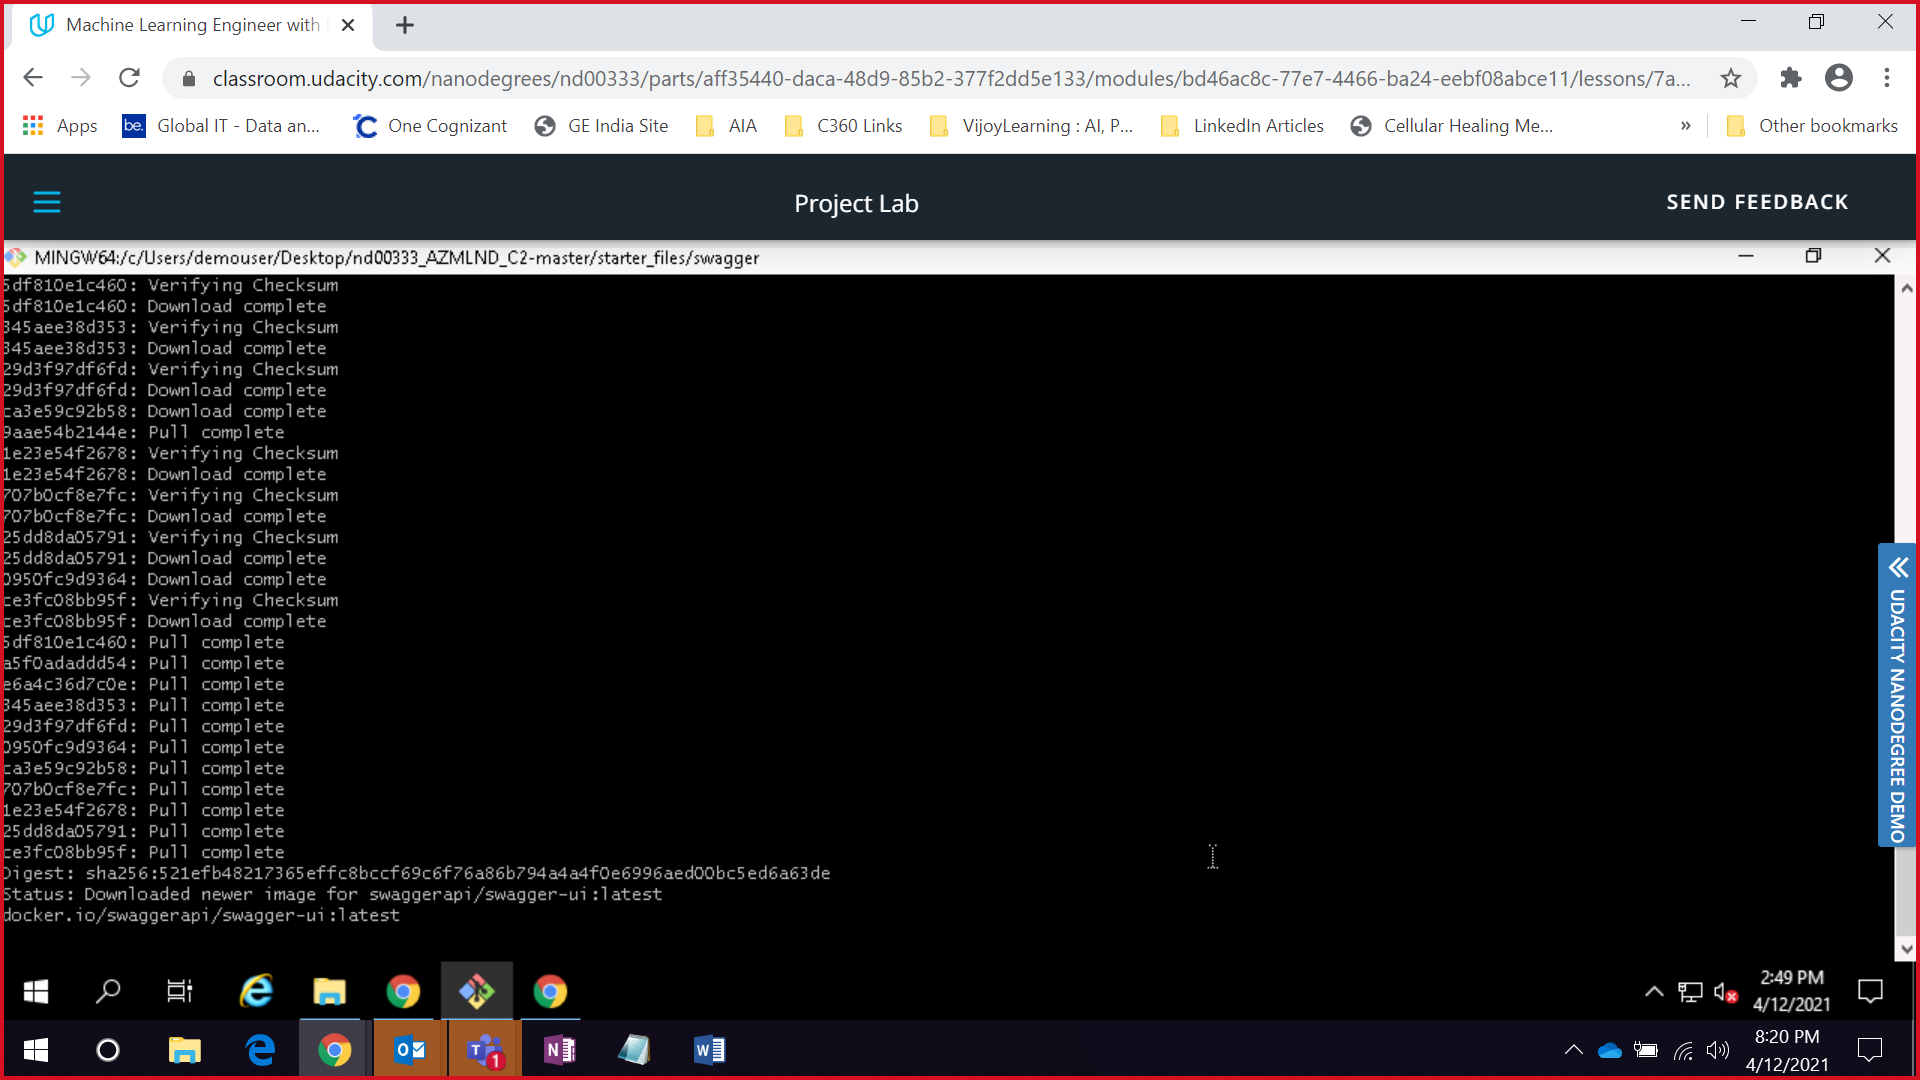 Machine Learning Engineer with
classroom.udacity.com/nanodegrees/nd00333/parts/aff35440-daca-48d9-85b2-377f2dd5e133/modules/bd46ac8c-77e7-4466-ba24-eebf08abce11/lessons/7a...
Apps be. Global IT - Data an... One Cognizant GE India Site AIA C360 Links VijoyLearning : AI, P... LinkedIn Articles Cellular Healing Me... » Other bookmarks
Project Lab SEND FEEDBACK
MINGW64:/c/Users/demouser/Desktop/nd00333_AZMLND_C2-master/starter_files/swagger
5df810e1c460: Verifying Checksum
5df810e1c460: Download complete
345aee38d353: Verifying Checksum
345aee38d353: Download complete
29d3f97df6fd: Verifying Checksum
29d3f97df6fd: Download complete
ca3e59c92b58: Download complete
9aae54b2144e: Pull complete
1e23e54f2678: Verifying Checksum
1e23e54f2678: Download complete
707b0cf8e7fc: Verifying Checksum
707b0cf8e7fc: Download complete
25dd8da05791: Verifying Checksum
25dd8da05791: Download complete
0950fc9d9364: Download complete
ce3fc08bb95f: Verifying Checksum
ce3fc08bb95f: Download complete
5df810e1c460: Pull complete
a5f0adaddd54: Pull complete
e6a4c36d7c0e: Pull complete
345aee38d353: Pull complete
29d3f97df6fd: Pull complete
0950fc9d9364: Pull complete
ca3e59c92b58: Pull complete
707b0cf8e7fc: Pull complete
1e23e54f2678: Pull complete
25dd8da05791: Pull complete
ce3fc08bb95f: Pull complete
Digest: sha256:521efb48217365effc8bccf69c6f76a86b794a4a4f0e6996aed00bc5ed6a63de
Status: Downloaded newer image for swaggerapi/swagger-ui:latest
docker.io/swaggerapi/swagger-ui:latest
UDACITY NANODEGREE DEMO
2:49 PM
4/12/2021
8:20 PM
4/12/2021
1